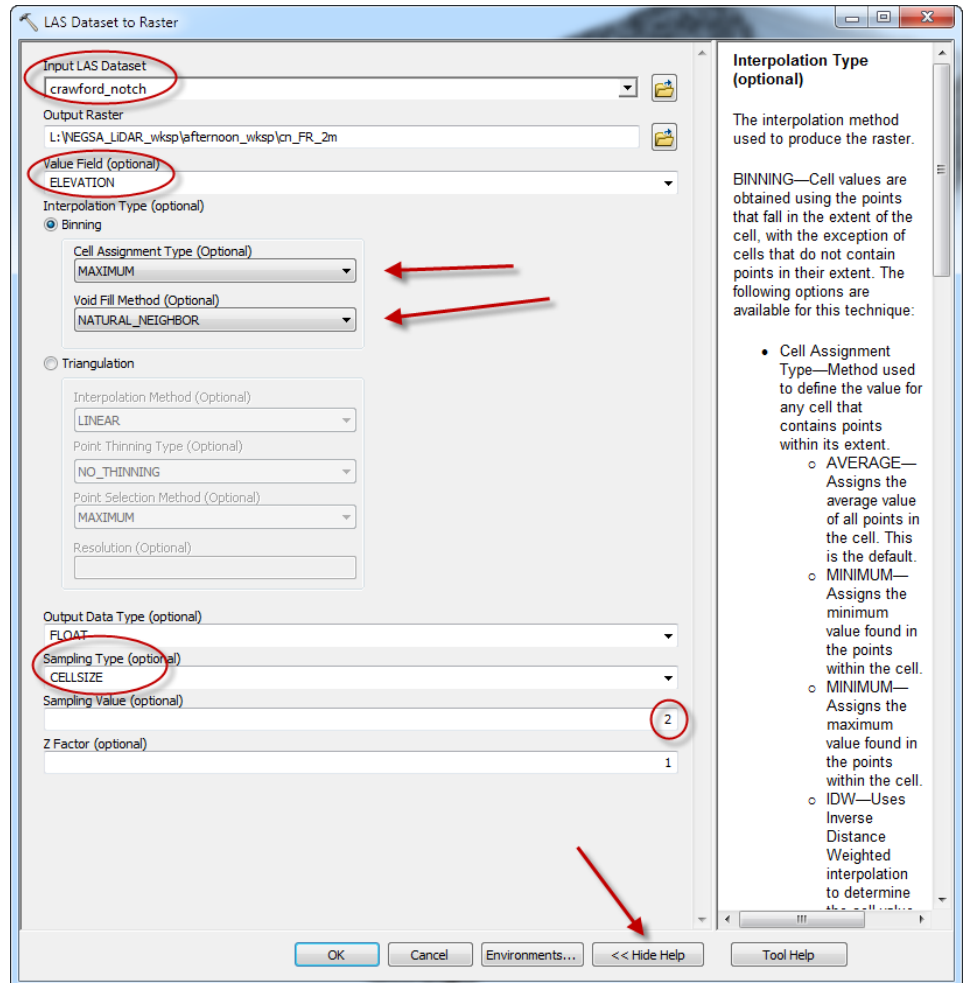 LAS Dataset to Raster
Input LAS Dataset
crawford_notch
Output Raster
L:\NEGSA_LiDAR_wksp\afternoon_wksp\cn_FR_2m
Value Field (optional)
ELEVATION
Interpolation Type (optional)
Binning
Cell Assignment Type (Optional)
MAXIMUM
Void Fill Method (Optional)
NATURAL_NEIGHBOR
Triangulation
Interpolation Method (Optional)
LINEAR
Point Thinning Type (Optional)
NO_THINNING
Point Selection Method (Optional)
MAXIMUM
Resolution (Optional)
Output Data Type (optional)
FLOAT
Sampling Type (optional)
CELLSIZE
Sampling Value (optional)
2
Z Factor (optional)
1
Interpolation Type
(optional)
The interpolation method
used to produce the raster.
BINNING—Cell values are
obtained using the points
that fall in the extent of the
cell, with the exception of
cells that do not contain
points in their extent. The
following options are
available for this technique:
• Cell Assignment
Type—Method used
to define the value for
any cell that
contains points
within its extent.
o AVERAGE—
Assigns the
average value
of all points in
the cell. This
is the default.
o MINIMUM—
Assigns the
minimum
value found in
the points
within the cell.
o MINIMUM—
Assigns the
maximum
value found in
the points
within the cell.
o IDW—Uses
Inverse
Distance
Weighted
interpolation
to determine
the cell value
OK
Cancel
Environments...
<< Hide Help
Tool Help